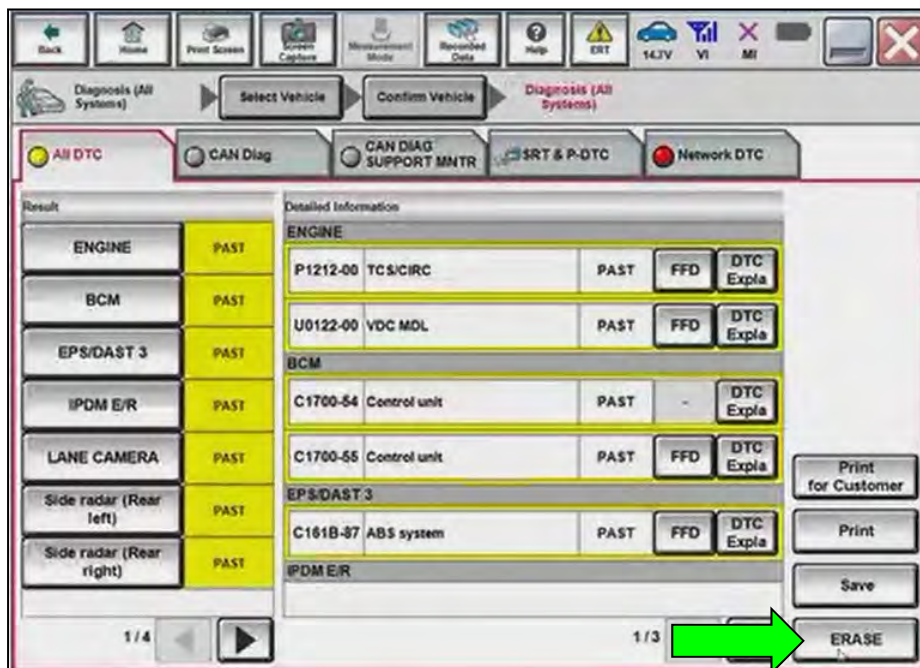 Back
Home
Print Screen
Screen
Capture
Measurement
Mode
Recorded
Data
Help
ERT
14.7V
VI
MI
Diagnosis (All
Systems)
Select Vehicle
Confirm Vehicle
Diagnosis (All
Systems)
All DTC
CAN Diag
CAN DIAG
SUPPORT MNTR
SRT & P-DTC
Network DTC
Result
Detailed Information
ENGINE PAST
BCM PAST
EPS/DAST 3 PAST
IPDM E/R PAST
LANE CAMERA PAST
Side radar (Rear
left) PAST
Side radar (Rear
right) PAST
1/4
ENGINE
P1212-00 TCS/CIRC PAST FFD DTC
Expla
U0122-00 VDC MDL PAST FFD DTC
Expla
BCM
C1700-54 Control unit PAST - DTC
Expla
C1700-55 Control unit PAST FFD DTC
Expla
EPS/DAST 3
C161B-87 ABS system PAST FFD DTC
Expla
IPDM E/R
1/3
Print
for Customer
Print
Save
ERASE